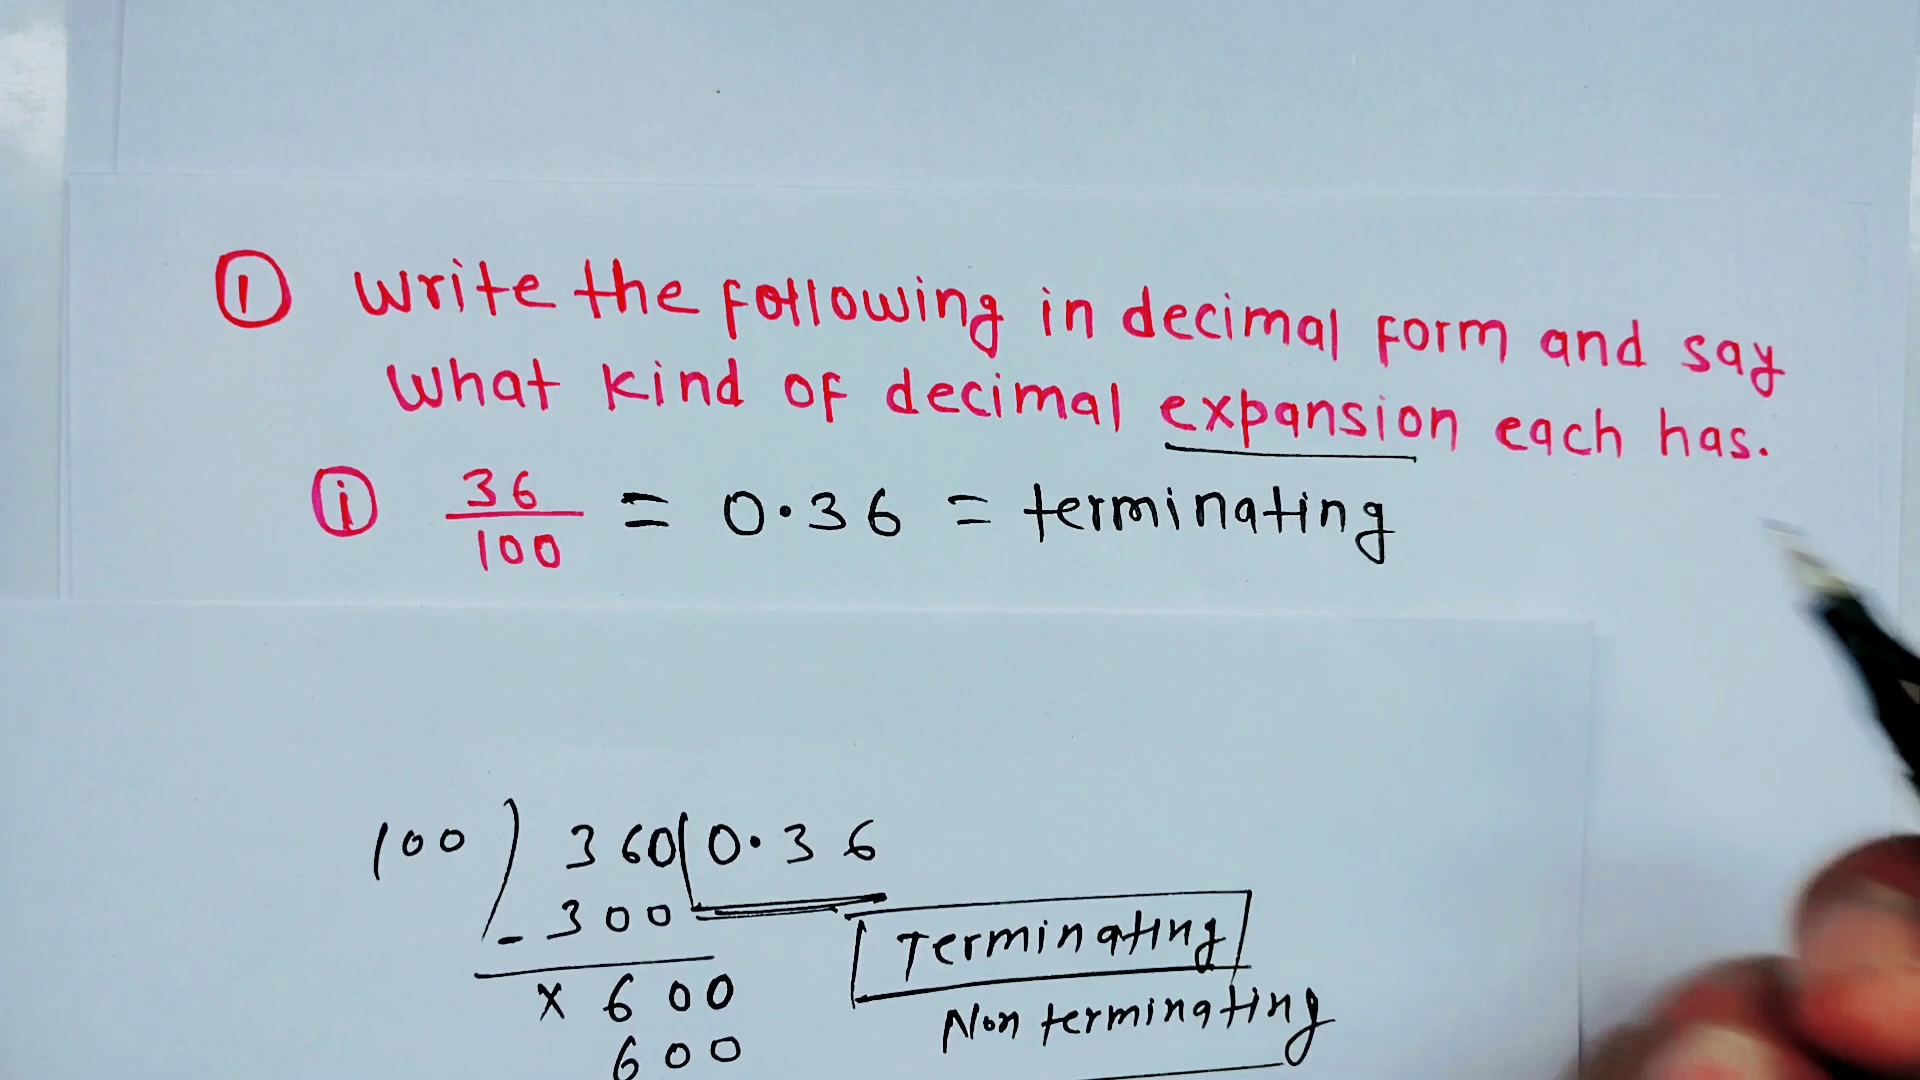 ① Write the following in decimal form and say
what kind of decimal expansion each has.
ⓘ 36/100 = 0.36 = terminating
100 ) 360 ( 0.36
- 300
Terminating
x 600
Non terminating
600